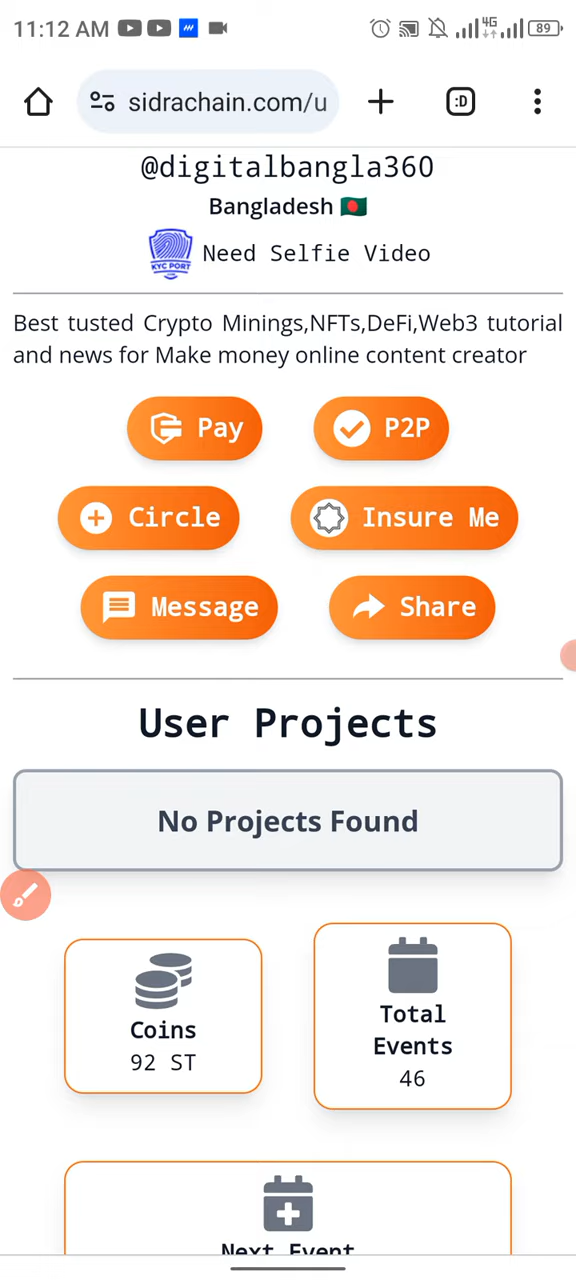 11:12 AM
4G
89
sidrachain.com/u
:D
@digitalbangla360
Bangladesh 🇧🇩
KYC PORT
Need Selfie Video
Best tusted Crypto Minings,NFTs,DeFi,Web3 tutorial
and news for Make money online content creator
Pay
P2P
Circle
Insure Me
Message
Share
User Projects
No Projects Found
Coins
92 ST
Total
Events
46
Next Event